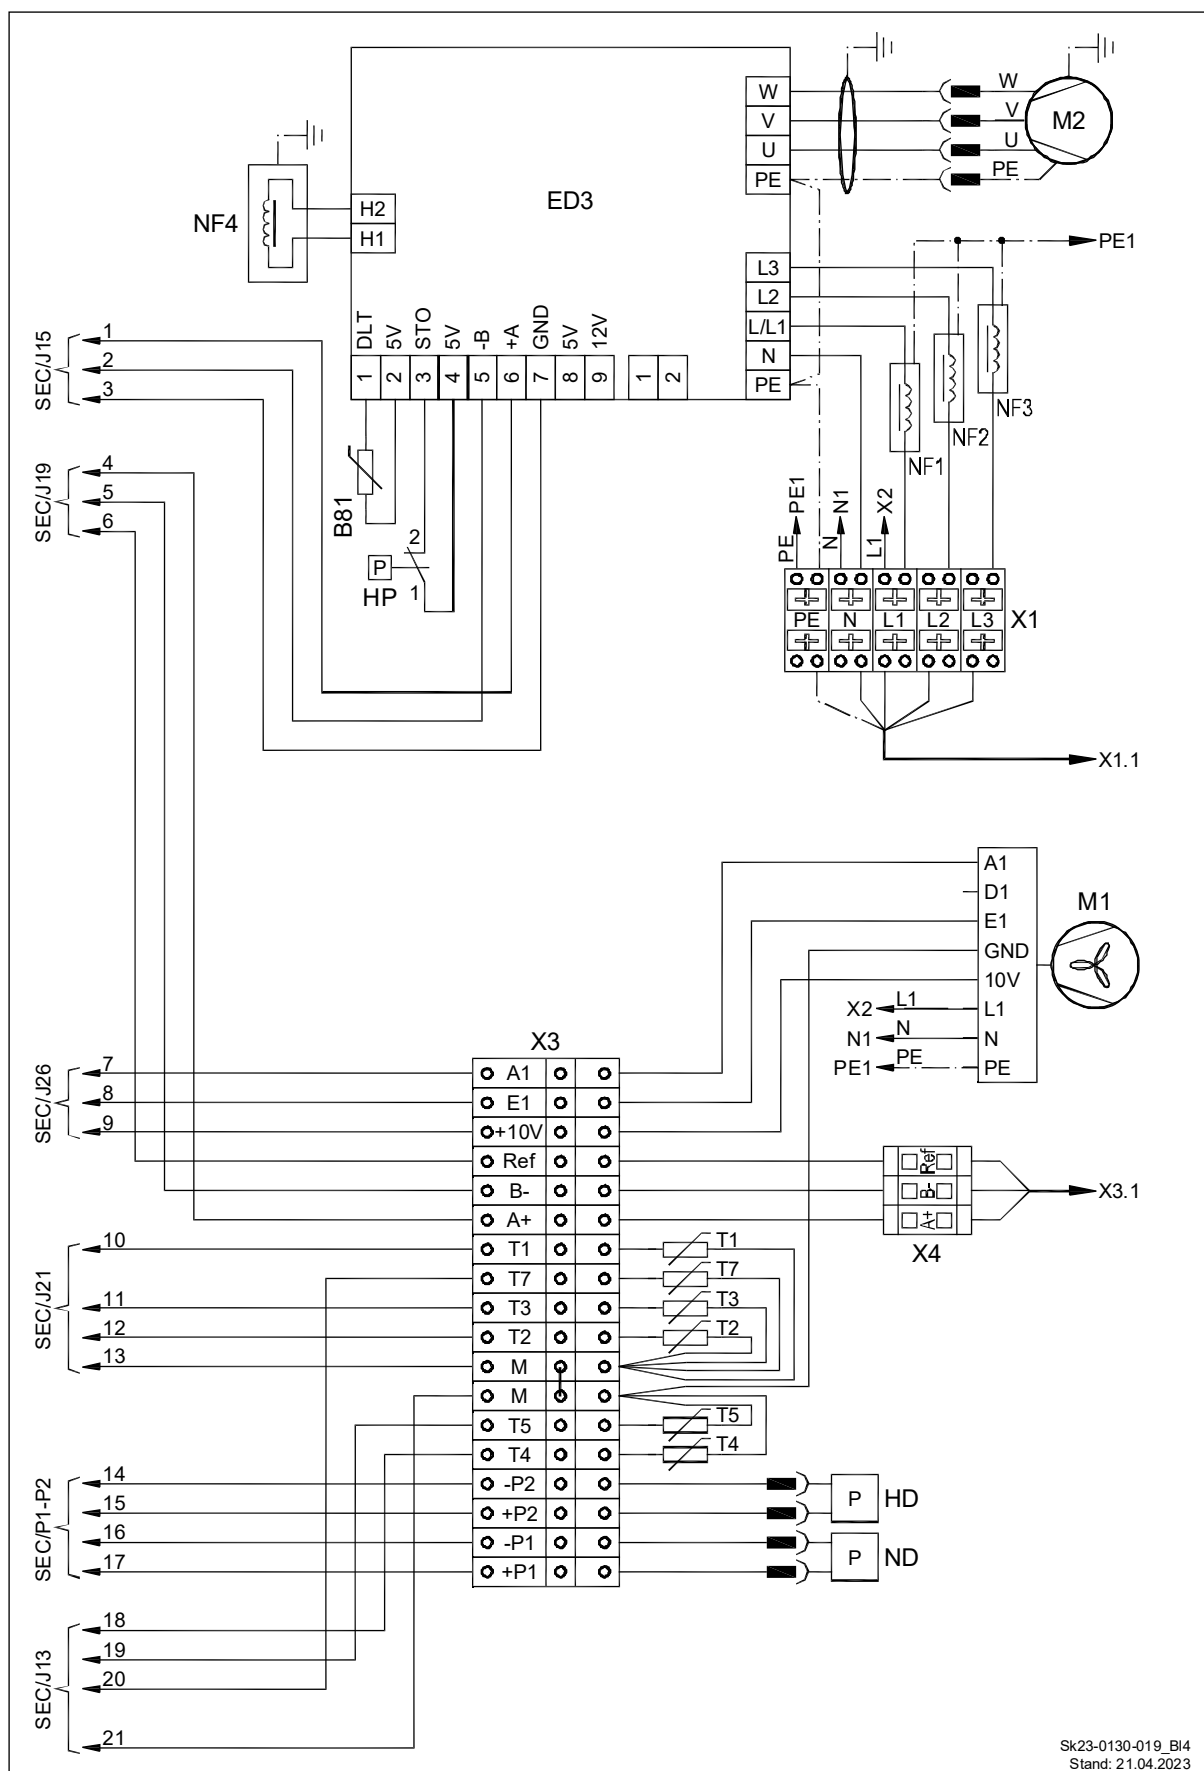 W
V
U
PE
W
V
U
PE
M2
ED3
NF4
H2
H1
L3
L2
L/L1
N
PE
PE1
NF1
NF2
NF3
DLT
5V
STO
5V
-B
+A
GND
5V
12V
1
2
3
4
5
6
7
8
9
1
2
SEC/J15
1
2
3
SEC/J19
4
5
6
B81
P
HP
2
1
PE
PE1
N
N1
L1
X2
PE
N
L1
L2
L3
X1
X1.1
A1
D1
E1
GND
10V
L1
N
PE
M1
X2
L1
N1
N
PE1
PE
X3
SEC/J26
7
8
9
A1
E1
+10V
Ref
B-
A+
T1
T7
T3
T2
M
M
T5
T4
-P2
+P2
-P1
+P1
Ref
B-
A+
X4
X3.1
SEC/J21
10
11
12
13
T1
T7
T3
T2
T5
T4
SEC/P1-P2
14
15
16
17
P
HD
P
ND
SEC/J13
18
19
20
21
Sk23-0130-019_Bl4
Stand: 21.04.2023